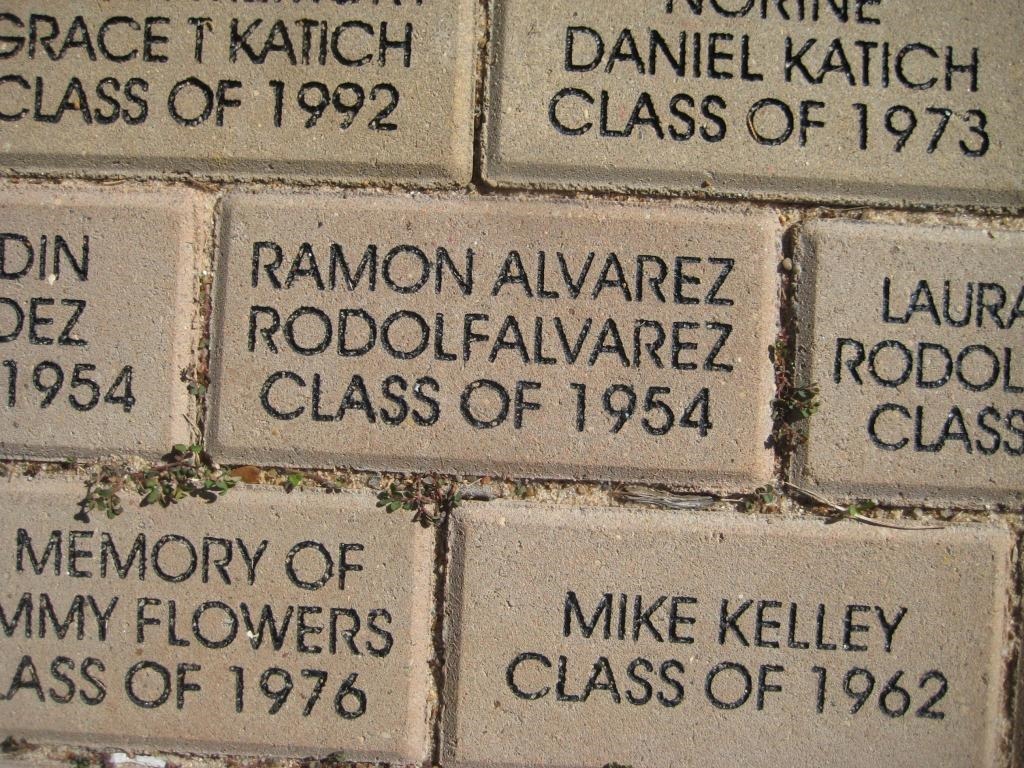 GRACE T KATICH
CLASS OF 1992
NORINE
DANIEL KATICH
CLASS OF 1973
DIN
DEZ
1954
RAMON ALVAREZ
RODOLFALVAREZ
CLASS OF 1954
LAURA
RODOL
CLASS
MEMORY OF
MMY FLOWERS
LASS OF 1976
MIKE KELLEY
CLASS OF 1962